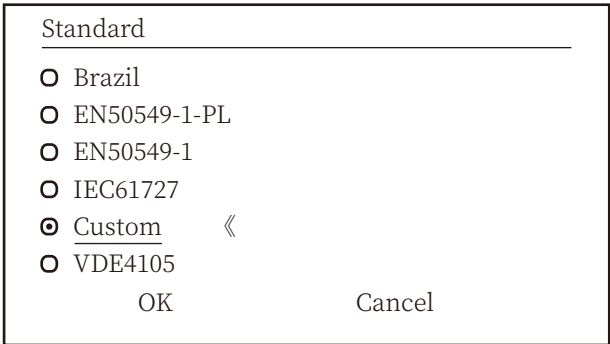 Standard
Brazil
EN50549-1-PL
EN50549-1
IEC61727
Custom 《
VDE4105
OK Cancel